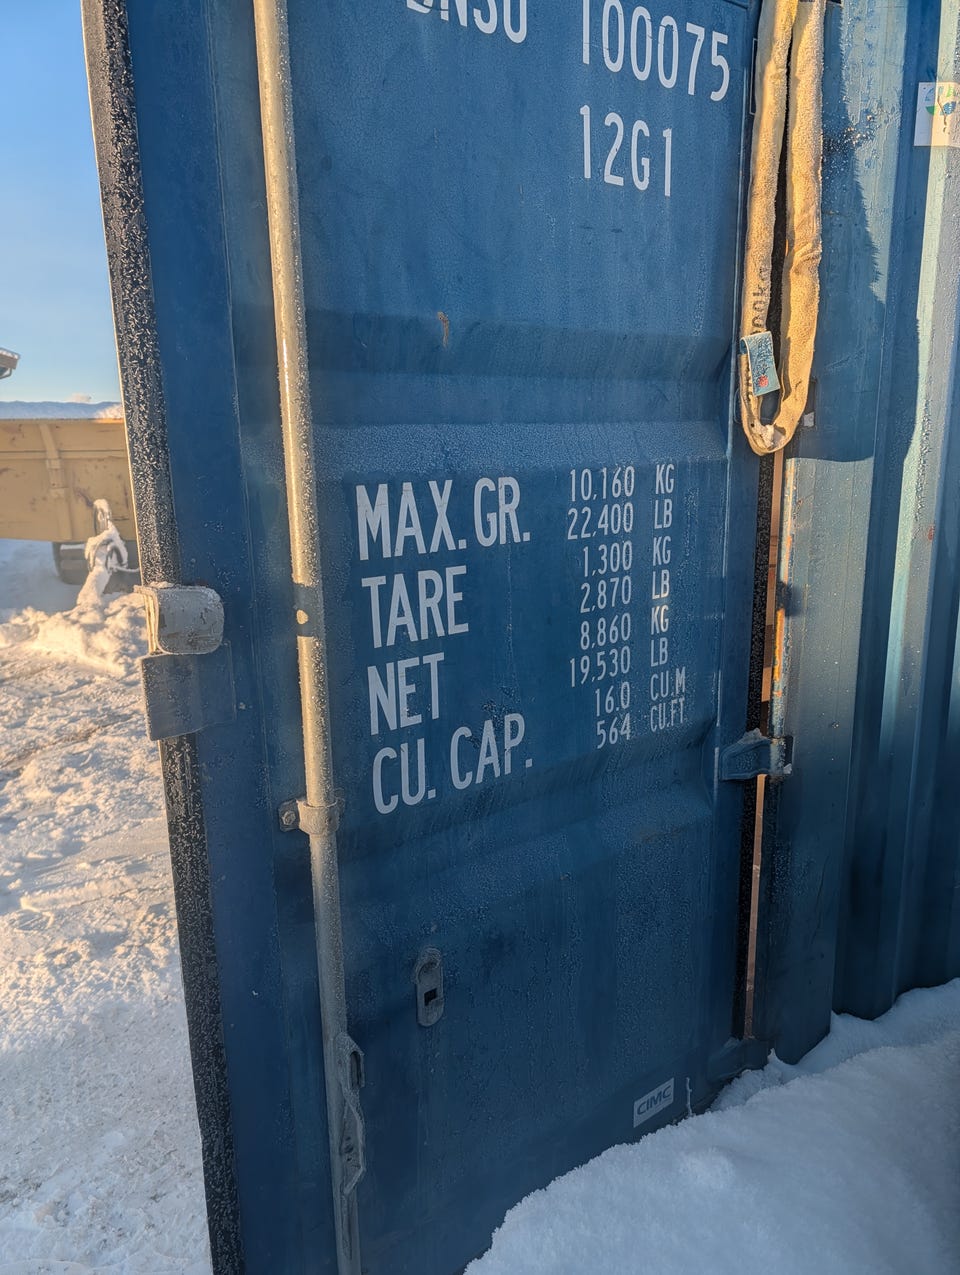 100075
12G1
MAX. GR. 10,160 KG
22,400 LB
TARE 1,300 KG
2,870 LB
NET 8,860 KG
19,530 LB
CU. CAP. 16.0 CU.M
564 CU.FT
CIMC